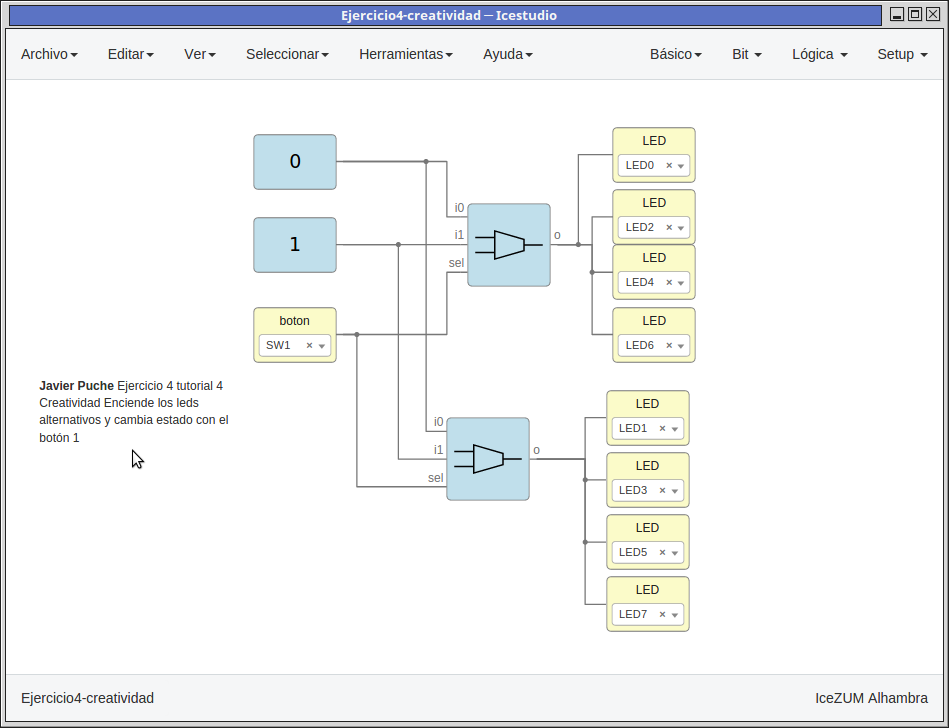 Ejercicio4-creatividad — Icestudio
Archivo Editar Ver Seleccionar Herramientas Ayuda Básico Bit Lógica Setup
0
1
boton
SW1 ×
i0
i1
sel
o
LED
LED0 ×
LED
LED2 ×
LED
LED4 ×
LED
LED6 ×
Javier Puche Ejercicio 4 tutorial 4
Creatividad Enciende los leds
alternativos y cambia estado con el
botón 1
i0
i1
sel
o
LED
LED1 ×
LED
LED3 ×
LED
LED5 ×
LED
LED7 ×
Ejercicio4-creatividad
IceZUM Alhambra